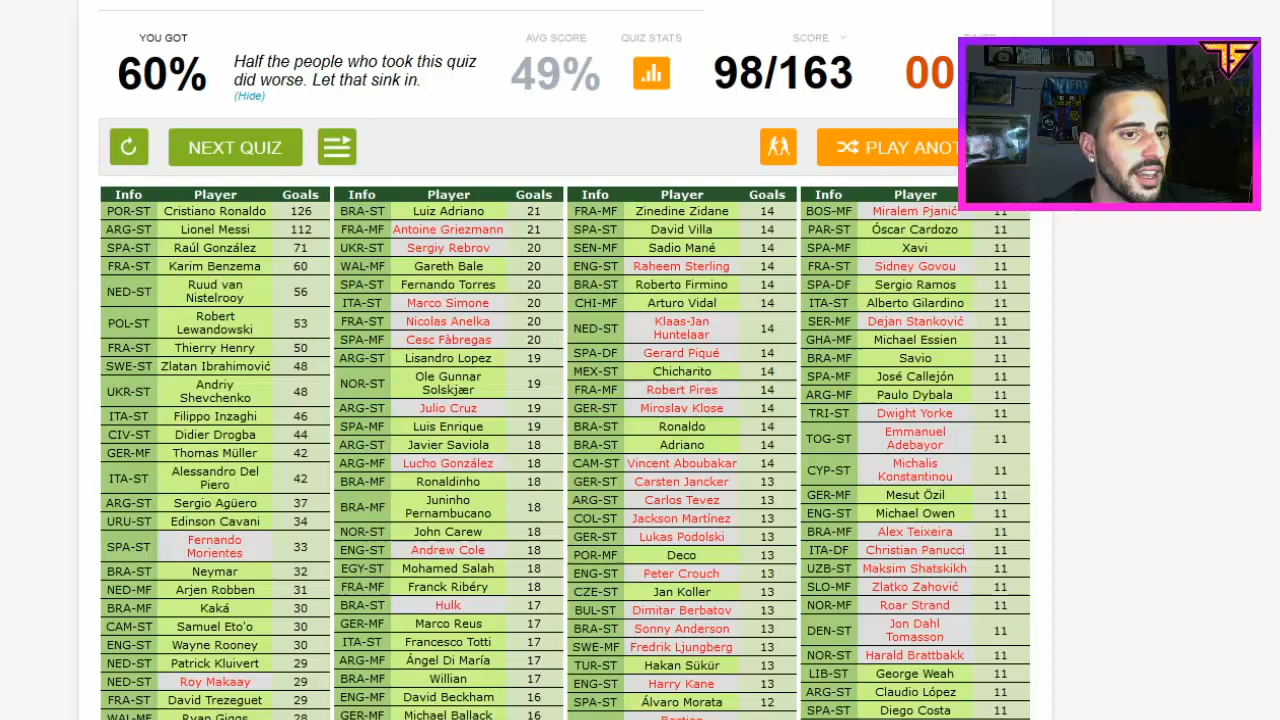 YOU GOT
60%
Half the people who took this quiz
did worse. Let that sink in.
(Hide)
AVG SCORE
49%
QUIZ STATS
SCORE
98/163
00
NEXT QUIZ
PLAY ANOT
Info Player Goals
POR-ST Cristiano Ronaldo 126
ARG-ST Lionel Messi 112
SPA-ST Raúl González 71
FRA-ST Karim Benzema 60
NED-ST Ruud van
Nistelrooy 56
POL-ST Robert
Lewandowski 53
FRA-ST Thierry Henry 50
SWE-ST Zlatan Ibrahimović 48
UKR-ST Andriy
Shevchenko 48
ITA-ST Filippo Inzaghi 46
CIV-ST Didier Drogba 44
GER-MF Thomas Müller 42
ITA-ST Alessandro Del
Piero 42
ARG-ST Sergio Agüero 37
URU-ST Edinson Cavani 34
SPA-ST Fernando
Morientes 33
BRA-ST Neymar 32
NED-MF Arjen Robben 31
BRA-MF Kaká 30
CAM-ST Samuel Eto'o 30
ENG-ST Wayne Rooney 30
NED-ST Patrick Kluivert 29
NED-ST Roy Makaay 29
FRA-ST David Trezeguet 29
WAL-MF Ryan Giggs 28
Info Player Goals
BRA-ST Luiz Adriano 21
FRA-MF Antoine Griezmann 21
UKR-ST Sergiy Rebrov 20
WAL-MF Gareth Bale 20
SPA-ST Fernando Torres 20
ITA-ST Marco Simone 20
FRA-ST Nicolas Anelka 20
SPA-MF Cesc Fàbregas 20
ARG-ST Lisandro Lopez 19
NOR-ST Ole Gunnar
Solskjær 19
ARG-ST Julio Cruz 19
SPA-MF Luis Enrique 19
ARG-ST Javier Saviola 18
ARG-MF Lucho González 18
BRA-MF Ronaldinho 18
BRA-MF Juninho
Pernambucano 18
NOR-ST John Carew 18
ENG-ST Andrew Cole 18
EGY-ST Mohamed Salah 18
FRA-MF Franck Ribéry 18
BRA-ST Hulk 17
GER-MF Marco Reus 17
ITA-ST Francesco Totti 17
ARG-MF Ángel Di María 17
BRA-MF Willian 17
ENG-MF David Beckham 16
GER-MF Michael Ballack 16
Info Player Goals
FRA-MF Zinedine Zidane 14
SPA-ST David Villa 14
SEN-MF Sadio Mané 14
ENG-ST Raheem Sterling 14
BRA-ST Roberto Firmino 14
CHI-MF Arturo Vidal 14
NED-ST Klaas-Jan
Huntelaar 14
SPA-DF Gerard Piqué 14
MEX-ST Chicharito 14
FRA-MF Robert Pires 14
GER-ST Miroslav Klose 14
BRA-ST Ronaldo 14
BRA-ST Adriano 14
CAM-ST Vincent Aboubakar 14
GER-ST Carsten Jancker 13
ARG-ST Carlos Tevez 13
COL-ST Jackson Martínez 13
GER-ST Lukas Podolski 13
POR-MF Deco 13
ENG-ST Peter Crouch 13
CZE-ST Jan Koller 13
BUL-ST Dimitar Berbatov 13
BRA-ST Sonny Anderson 13
SWE-MF Fredrik Ljungberg 13
TUR-ST Hakan Sükür 13
ENG-ST Harry Kane 13
SPA-ST Álvaro Morata 12
Info Player
BOS-MF Miralem Pjanić 11
PAR-ST Óscar Cardozo 11
SPA-MF Xavi 11
FRA-ST Sidney Govou 11
SPA-DF Sergio Ramos 11
ITA-ST Alberto Gilardino 11
SER-MF Dejan Stankovič 11
GHA-MF Michael Essien 11
BRA-MF Savio 11
SPA-MF José Callejón 11
ARG-MF Paulo Dybala 11
TRI-ST Dwight Yorke 11
TOG-ST Emmanuel
Adebayor 11
CYP-ST Michalis
Konstantinou 11
GER-MF Mesut Özil 11
ENG-ST Michael Owen 11
BRA-MF Alex Teixeira 11
ITA-DF Christian Panucci 11
UZB-ST Maksim Shatskikh 11
SLO-MF Zlatko Zahović 11
NOR-MF Roar Strand 11
DEN-ST Jon Dahl
Tomasson 11
NOR-ST Harald Brattbakk 11
LIB-ST George Weah 11
ARG-ST Claudio López 11
SPA-ST Diego Costa 11